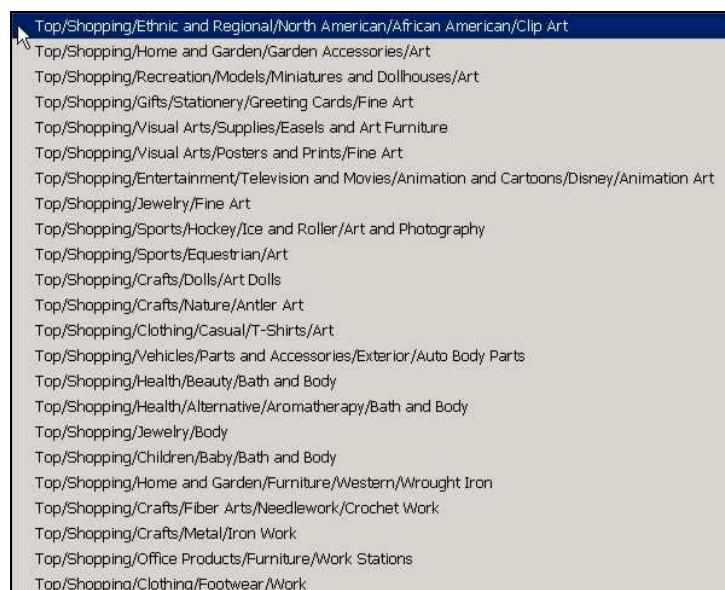 Top/Shopping/Ethnic and Regional/North American/African American/Clip Art
Top/Shopping/Home and Garden/Garden Accessories/Art
Top/Shopping/Recreation/Models/Miniatures and Dollhouses/Art
Top/Shopping/Gifts/Stationery/Greeting Cards/Fine Art
Top/Shopping/Visual Arts/Supplies/Easels and Art Furniture
Top/Shopping/Visual Arts/Posters and Prints/Fine Art
Top/Shopping/Entertainment/Television and Movies/Animation and Cartoons/Disney/Animation Art
Top/Shopping/Jewelry/Fine Art
Top/Shopping/Sports/Hockey/Ice and Roller/Art and Photography
Top/Shopping/Sports/Equestrian/Art
Top/Shopping/Crafts/Dolls/Art Dolls
Top/Shopping/Crafts/Nature/Antler Art
Top/Shopping/Clothing/Casual/T-Shirts/Art
Top/Shopping/Vehicles/Parts and Accessories/Exterior/Auto Body Parts
Top/Shopping/Health/Beauty/Bath and Body
Top/Shopping/Health/Alternative/Aromatherapy/Bath and Body
Top/Shopping/Jewelry/Body
Top/Shopping/Children/Baby/Bath and Body
Top/Shopping/Home and Garden/Furniture/Western/Wrought Iron
Top/Shopping/Crafts/Fiber Arts/Needlework/Crochet Work
Top/Shopping/Crafts/Metal/Iron Work
Top/Shopping/Office Products/Furniture/Work Stations
Top/Shopping/Clothing/Footwear/Work